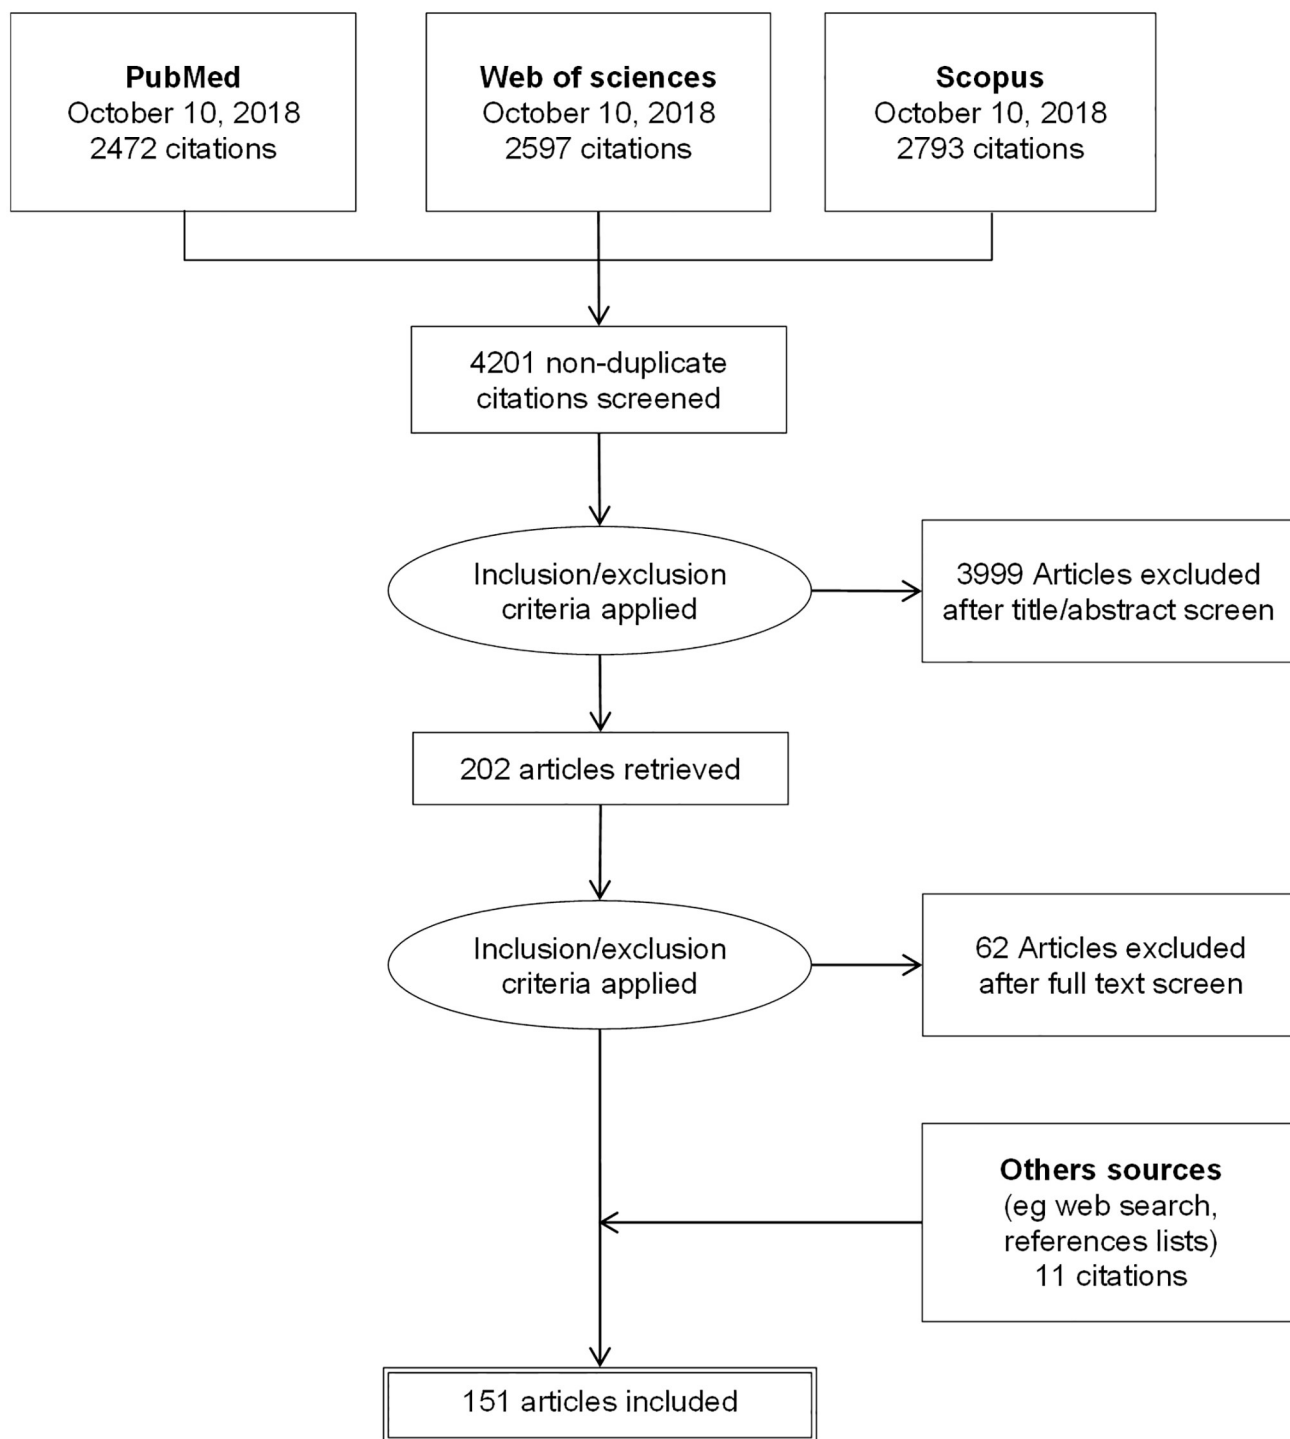 PubMed
October 10, 2018
2472 citations
Web of sciences
October 10, 2018
2597 citations
Scopus
October 10, 2018
2793 citations
4201 non-duplicate
citations screened
Inclusion/exclusion
criteria applied
3999 Articles excluded
after title/abstract screen
202 articles retrieved
Inclusion/exclusion
criteria applied
62 Articles excluded
after full text screen
Others sources
(eg web search,
references lists)
11 citations
151 articles included